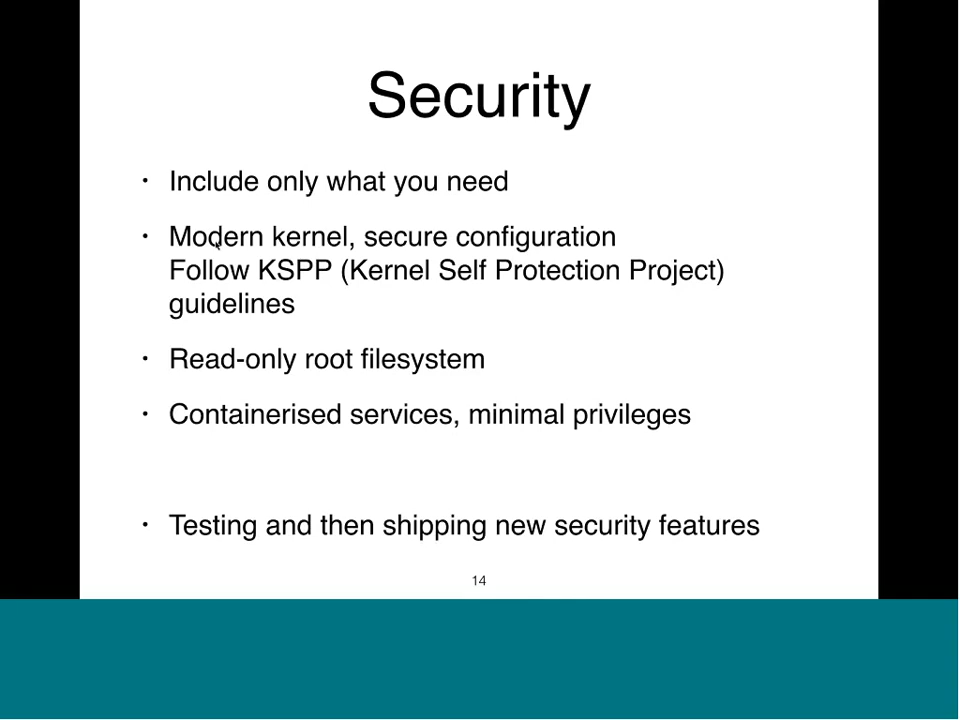 Security
• Include only what you need
• Modern kernel, secure configuration
Follow KSPP (Kernel Self Protection Project)
guidelines
• Read-only root filesystem
• Containerised services, minimal privileges
• Testing and then shipping new security features
14